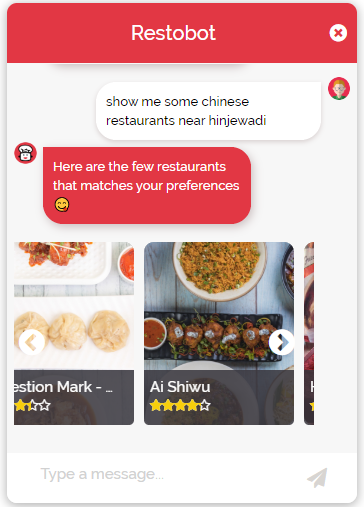 Restobot
show me some chinese
restaurants near hinjewadi
Here are the few restaurants
that matches your preferences
😋
estion Mark - ...
Ai Shiwu
Type a message...